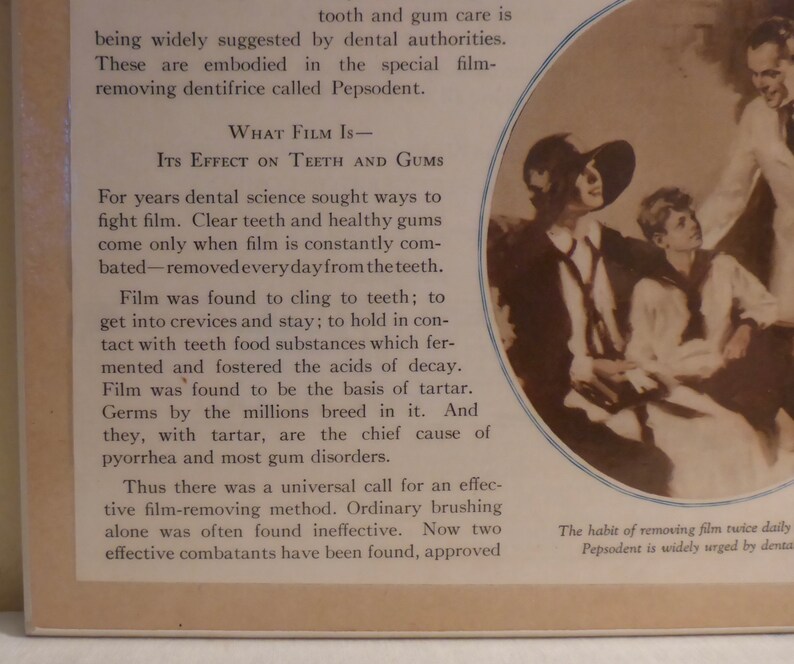 tooth and gum care is
being widely suggested by dental authorities.
These are embodied in the special film-
removing dentifrice called Pepsodent.
What Film Is—
Its Effect on Teeth and Gums
For years dental science sought ways to
fight film. Clear teeth and healthy gums
come only when film is constantly com-
bated—removed every day from the teeth.
Film was found to cling to teeth; to
get into crevices and stay; to hold in con-
tact with teeth food substances which fer-
mented and fostered the acids of decay.
Film was found to be the basis of tartar.
Germs by the millions breed in it. And
they, with tartar, are the chief cause of
pyorrhea and most gum disorders.
Thus there was a universal call for an effec-
tive film-removing method. Ordinary brushing
alone was often found ineffective. Now two
effective combatants have been found, approved
The habit of removing film twice daily
Pepsodent is widely urged by denta